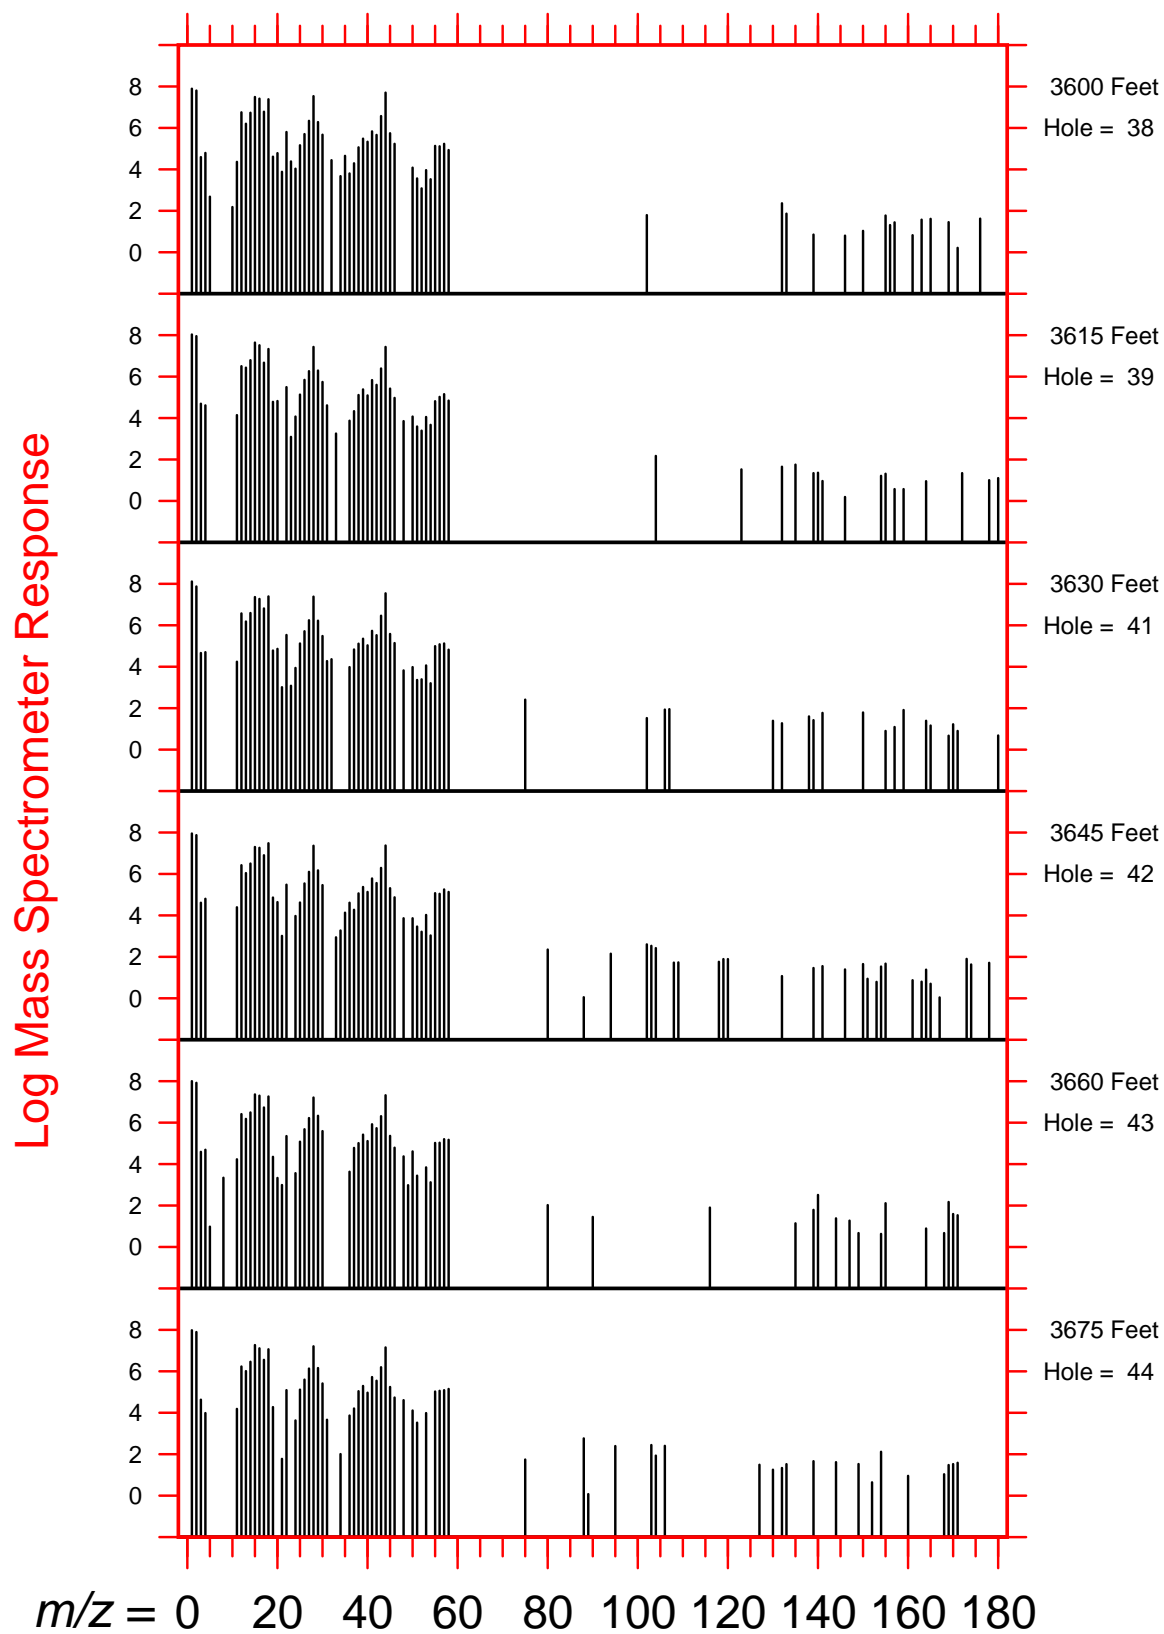 Log Mass Spectrometer Response
8
6
4
2
0
3600 Feet
Hole = 38
8
6
4
2
0
3615 Feet
Hole = 39
8
6
4
2
0
3630 Feet
Hole = 41
8
6
4
2
0
3645 Feet
Hole = 42
8
6
4
2
0
3660 Feet
Hole = 43
8
6
4
2
0
3675 Feet
Hole = 44
m/z = 0 20 40 60 80 100 120 140 160 180